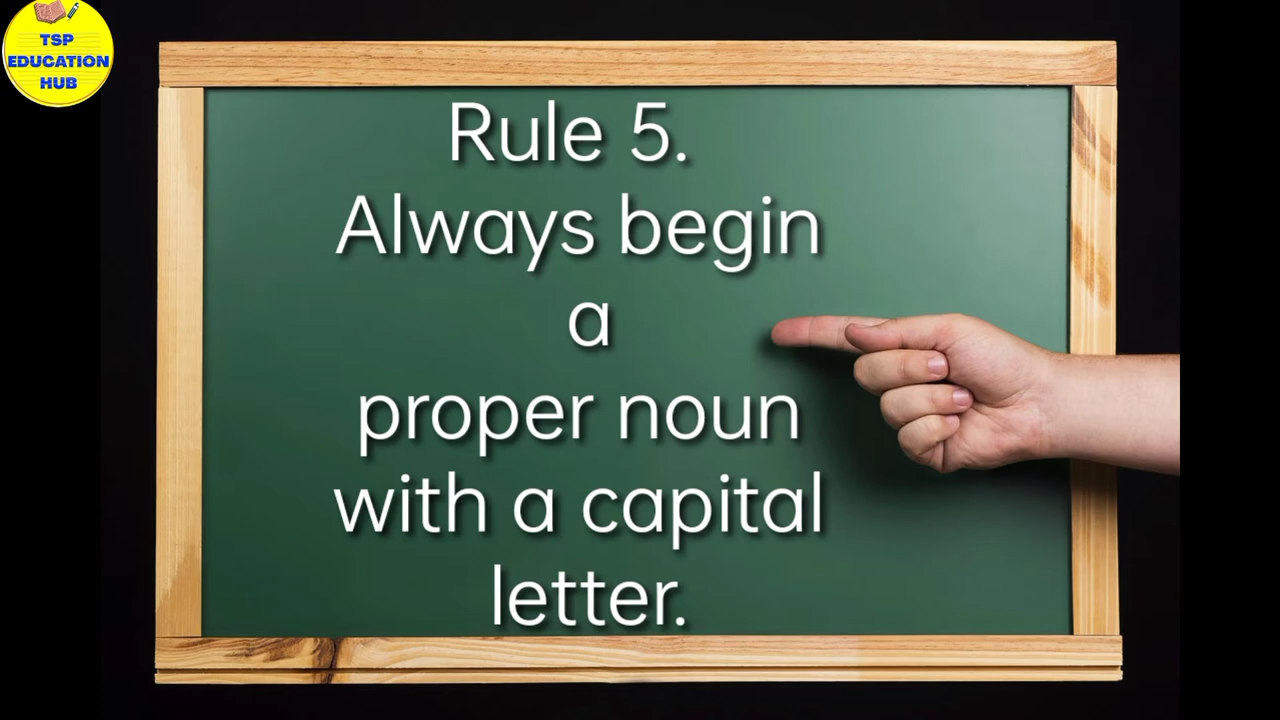 TSP
EDUCATION
HUB
Rule 5.
Always begin
a
proper noun
with a capital
letter.